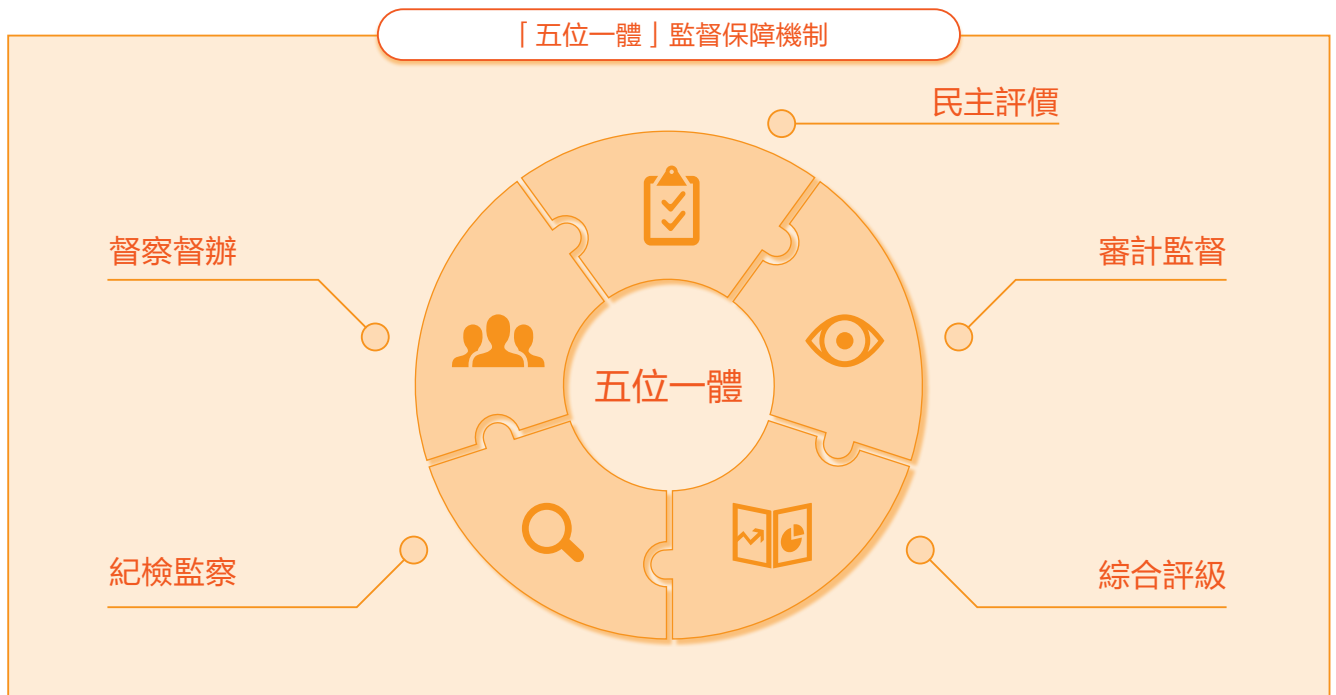 「五位一體」監督保障機制
民主評價
督察督辦
審計監督
五位一體
紀檢監察
綜合評級